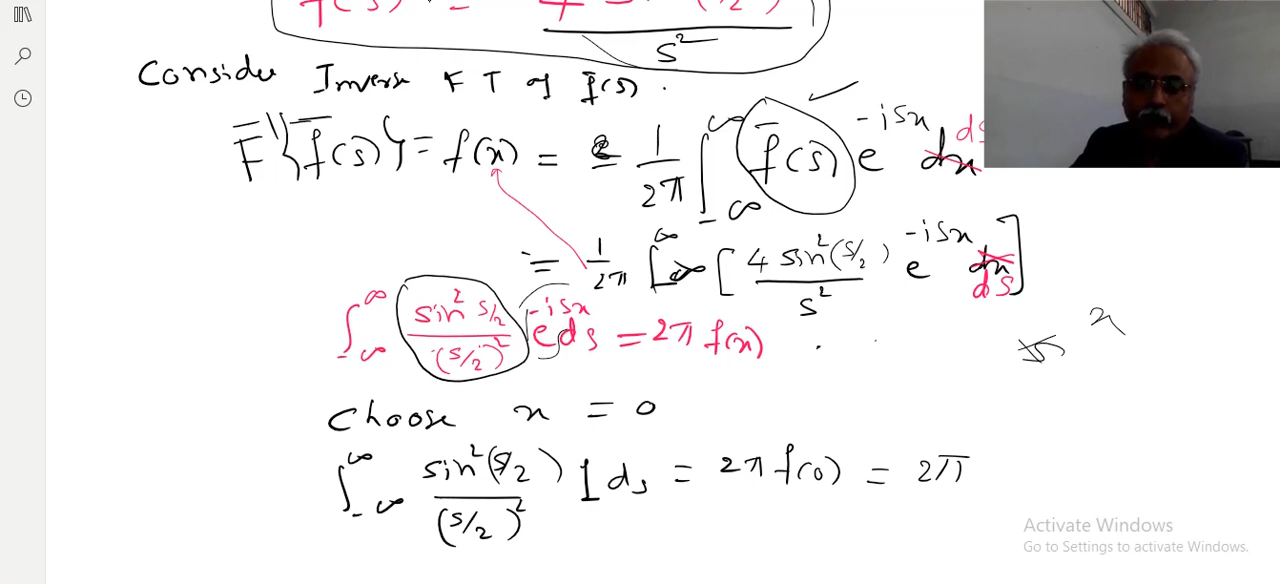 s²
Consider Inverse F T of f̄(s).
F⁻¹{f̄(s)} = f(x) = 1/2π ∫_{-∞}^{∞} f̄(s) e^{-isx} ds
= 1/2π ∫_{-∞}^{∞} [4 sin²(s/2)/s² e^{-isx} ds]
∫_{-∞}^{∞} sin² s/2 / (s/2)² e^{-isx} ds = 2π f(x)
Choose x = 0
∫_{-∞}^{∞} sin²(s/2)/(s/2)² 1 ds = 2π f(0) = 2π
Activate Windows
Go to Settings to activate Windows.